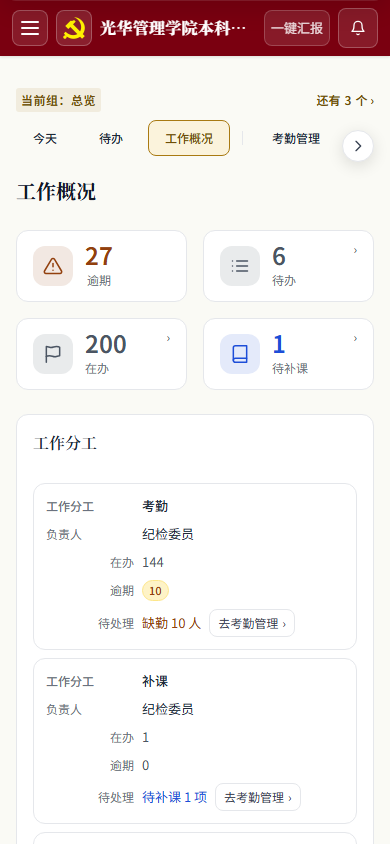 光华管理学院本科…
一键汇报
当前组：总览
还有 3 个 ›
今天 待办 工作概况 考勤管理
工作概况
27
逾期
6
待办
200
在办
1
待补课
工作分工
工作分工 考勤
负责人 纪检委员
在办 144
逾期 10
待处理 缺勤 10 人 去考勤管理 ›
工作分工 补课
负责人 纪检委员
在办 1
逾期 0
待处理 待补课 1 项 去考勤管理 ›